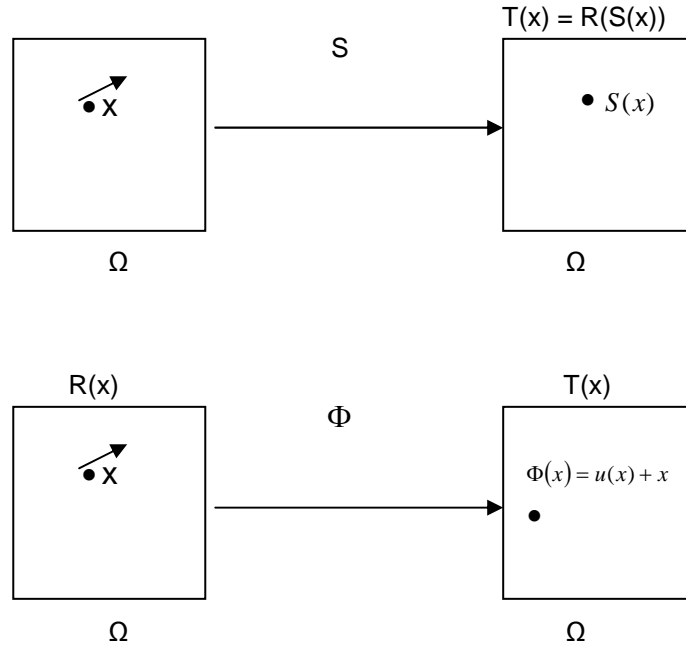 T(x) = R(S(x))
S
x
S(x)
Ω
Ω
R(x)
T(x)
Φ
x
Φ(x) = u(x) + x
Ω
Ω